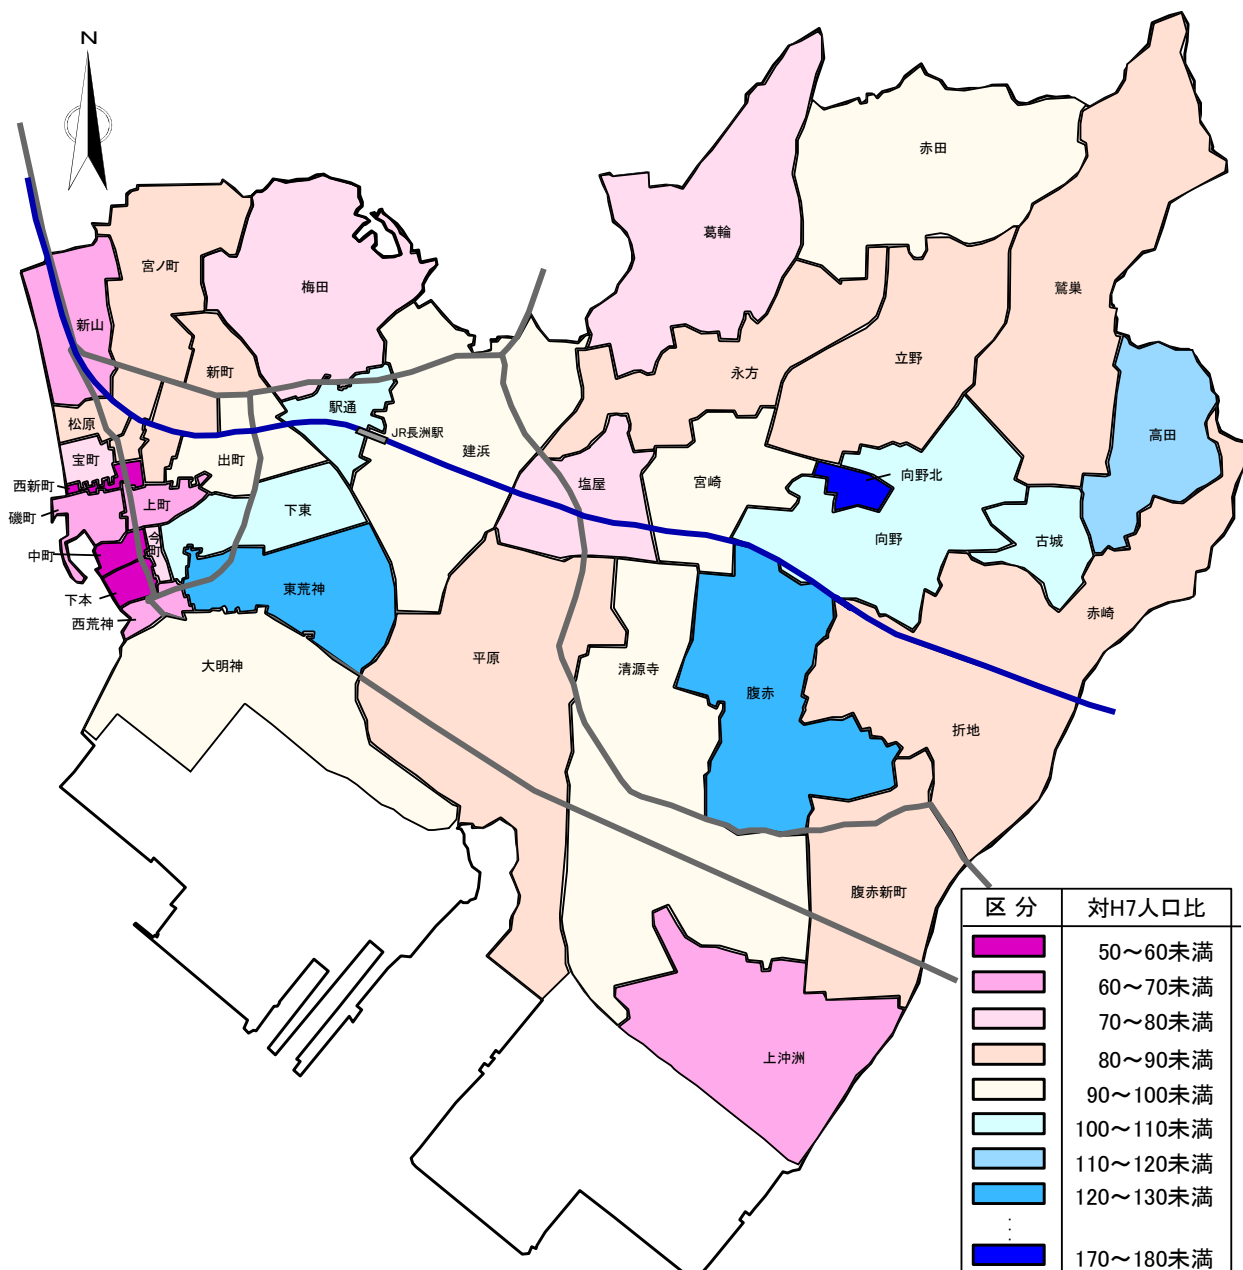 N
赤田
葛輪
宮ノ町
梅田
鷲巣
新山
立野
新町
永方
駅通
松原
JR長洲駅
高田
建浜
宝町
出町
宮崎
向野北
西新町
塩屋
上町
磯町
下東
今町
向野
古城
中町
東荒神
下本
赤崎
西荒神
大明神
平原
清源寺
腹赤
折地
腹赤新町
上沖洲
区 分 対H7人口比
50～60未満
60～70未満
70～80未満
80～90未満
90～100未満
100～110未満
110～120未満
120～130未満
⋮
170～180未満